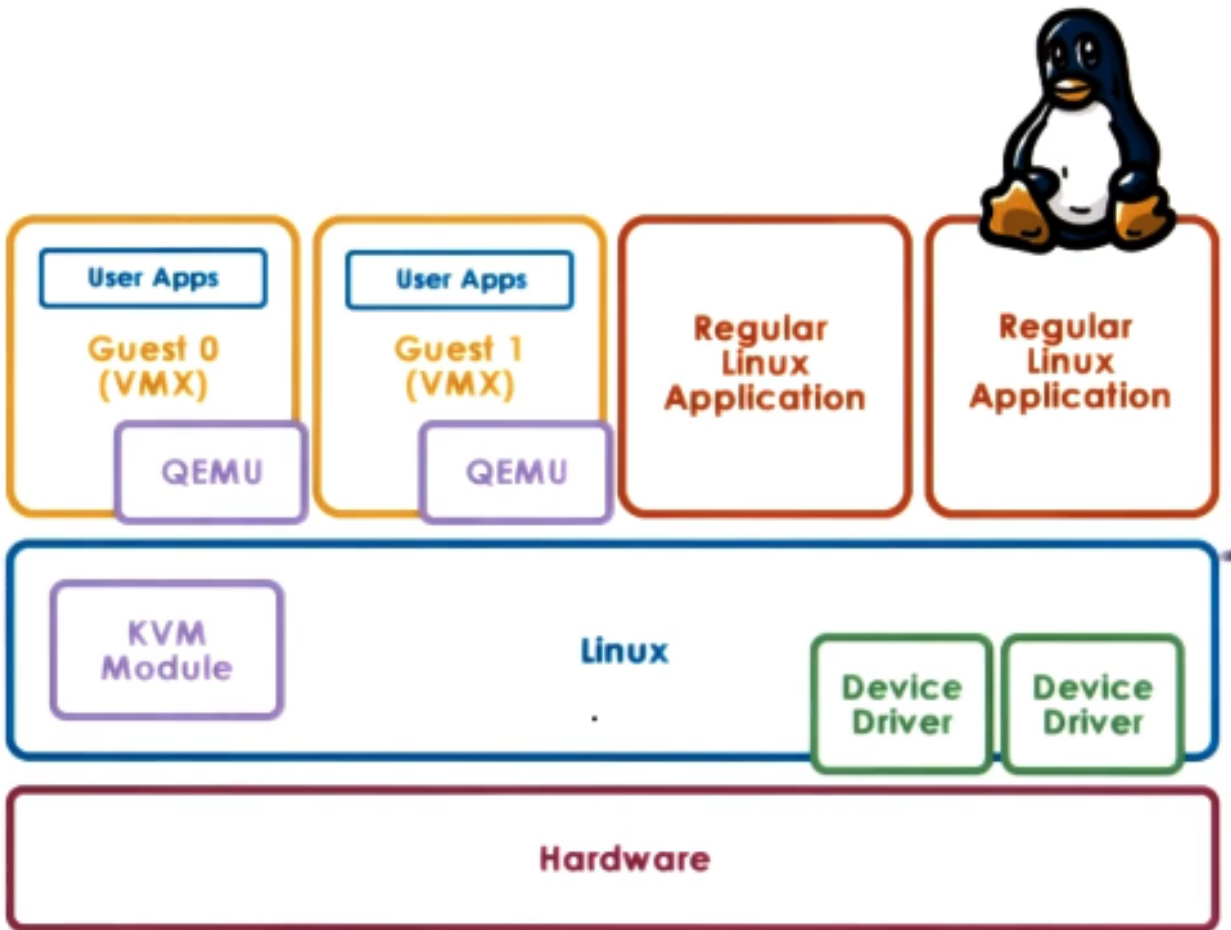 User Apps
User Apps
Guest 0
(VMX)
Guest 1
(VMX)
Regular
Linux
Application
Regular
Linux
Application
QEMU
QEMU
KVM
Module
Linux
Device
Driver
Device
Driver
Hardware